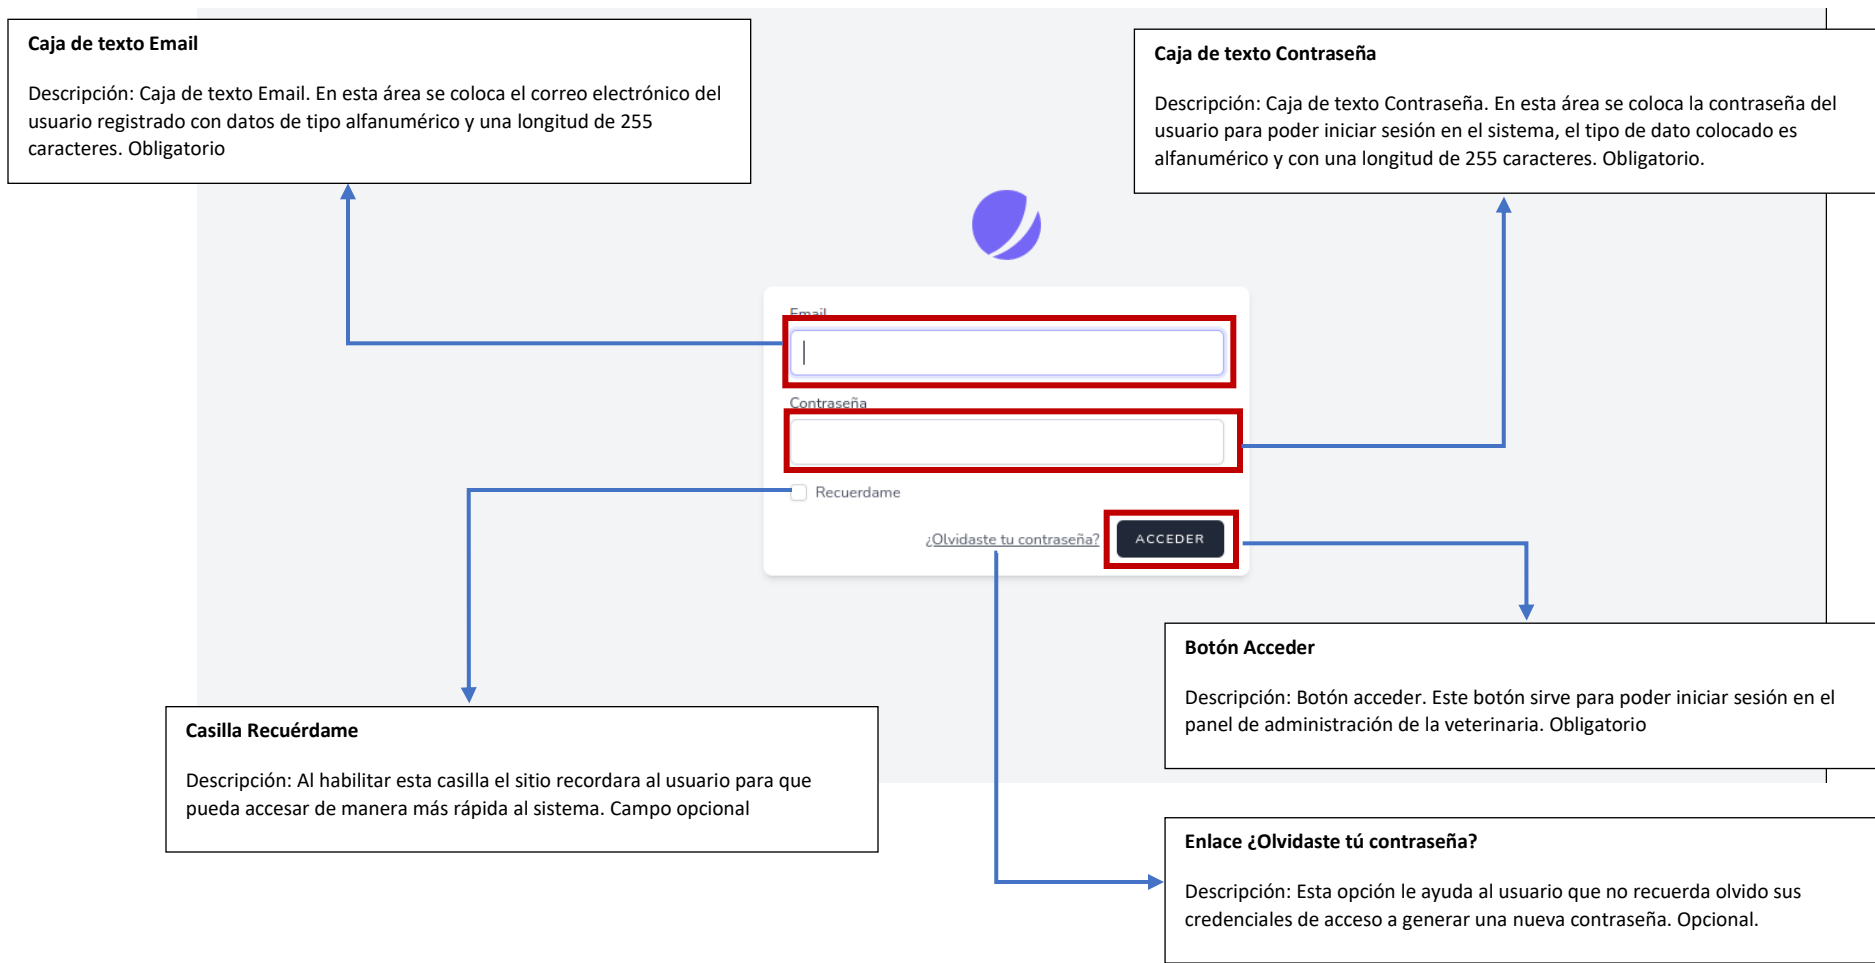 Caja de texto Email
Descripción: Caja de texto Email. En esta área se coloca el correo electrónico del
usuario registrado con datos de tipo alfanumérico y una longitud de 255
caracteres. Obligatorio
Caja de texto Contraseña
Descripción: Caja de texto Contraseña. En esta área se coloca la contraseña del
usuario para poder iniciar sesión en el sistema, el tipo de dato colocado es
alfanumérico y con una longitud de 255 caracteres. Obligatorio.
Email
Contraseña
Recuerdame
¿Olvidaste tu contraseña?
ACCEDER
Botón Acceder
Descripción: Botón acceder. Este botón sirve para poder iniciar sesión en el
panel de administración de la veterinaria. Obligatorio
Casilla Recuérdame
Descripción: Al habilitar esta casilla el sitio recordara al usuario para que
pueda accesar de manera más rápida al sistema. Campo opcional
Enlace ¿Olvidaste tú contraseña?
Descripción: Esta opción le ayuda al usuario que no recuerda olvido sus
credenciales de acceso a generar una nueva contraseña. Opcional.